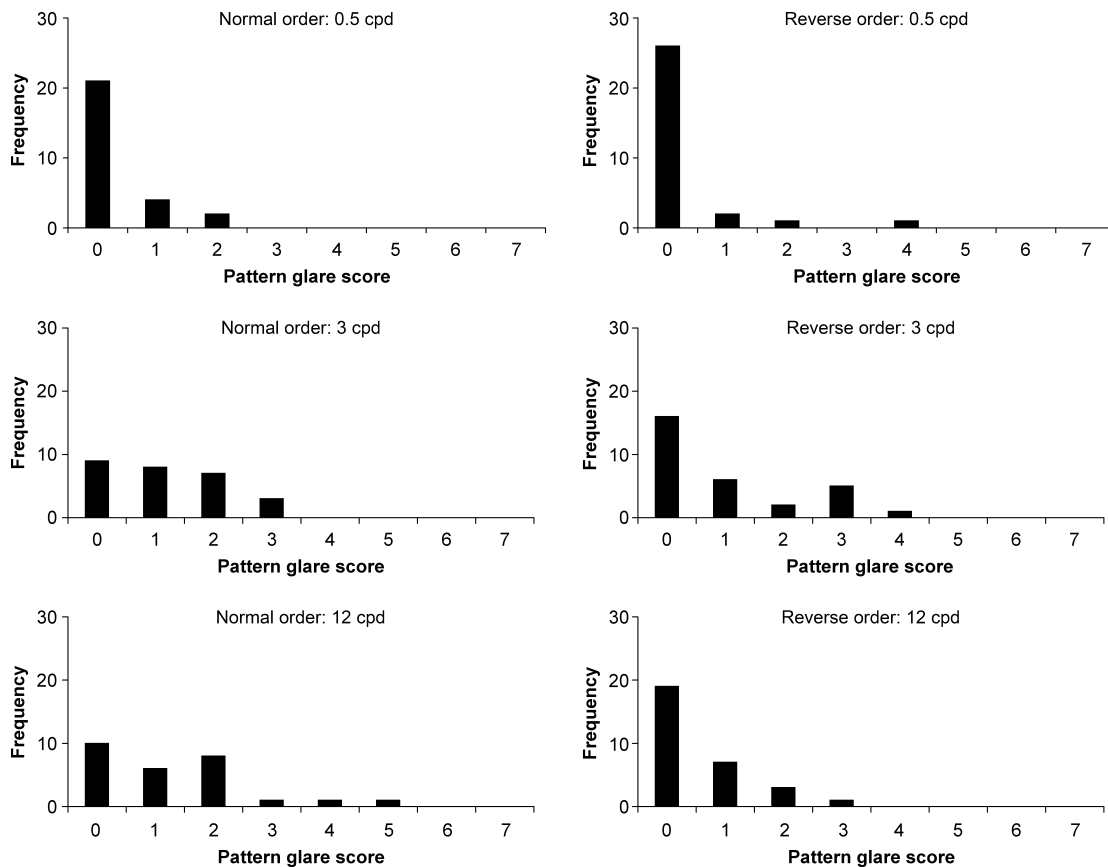 Normal order: 0.5 cpd
30
20
10
0
Frequency
0 1 2 3 4 5 6 7
Pattern glare score
Reverse order: 0.5 cpd
30
20
10
0
Frequency
0 1 2 3 4 5 6 7
Pattern glare score
Normal order: 3 cpd
30
20
10
0
Frequency
0 1 2 3 4 5 6 7
Pattern glare score
Reverse order: 3 cpd
30
20
10
0
Frequency
0 1 2 3 4 5 6 7
Pattern glare score
Normal order: 12 cpd
30
20
10
0
Frequency
0 1 2 3 4 5 6 7
Pattern glare score
Reverse order: 12 cpd
30
20
10
0
Frequency
0 1 2 3 4 5 6 7
Pattern glare score